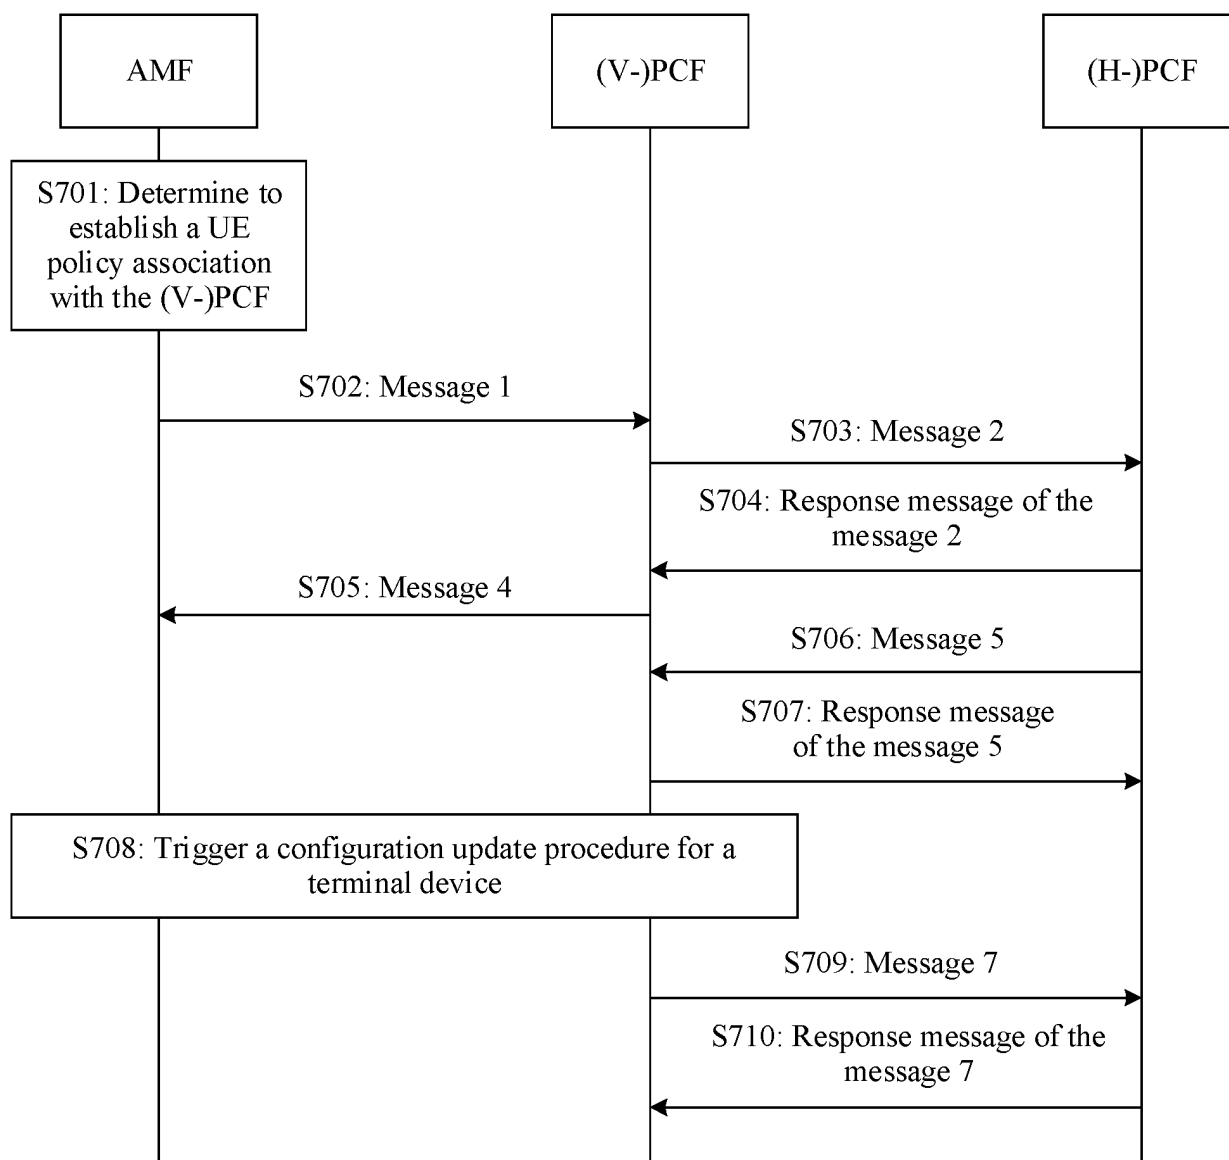 AMF
(V-)PCF
(H-)PCF
S701: Determine to
establish a UE
policy association
with the (V-)PCF
S702: Message 1
S703: Message 2
S704: Response message of the
message 2
S705: Message 4
S706: Message 5
S707: Response message
of the message 5
S708: Trigger a configuration update procedure for a
terminal device
S709: Message 7
S710: Response message of the
message 7